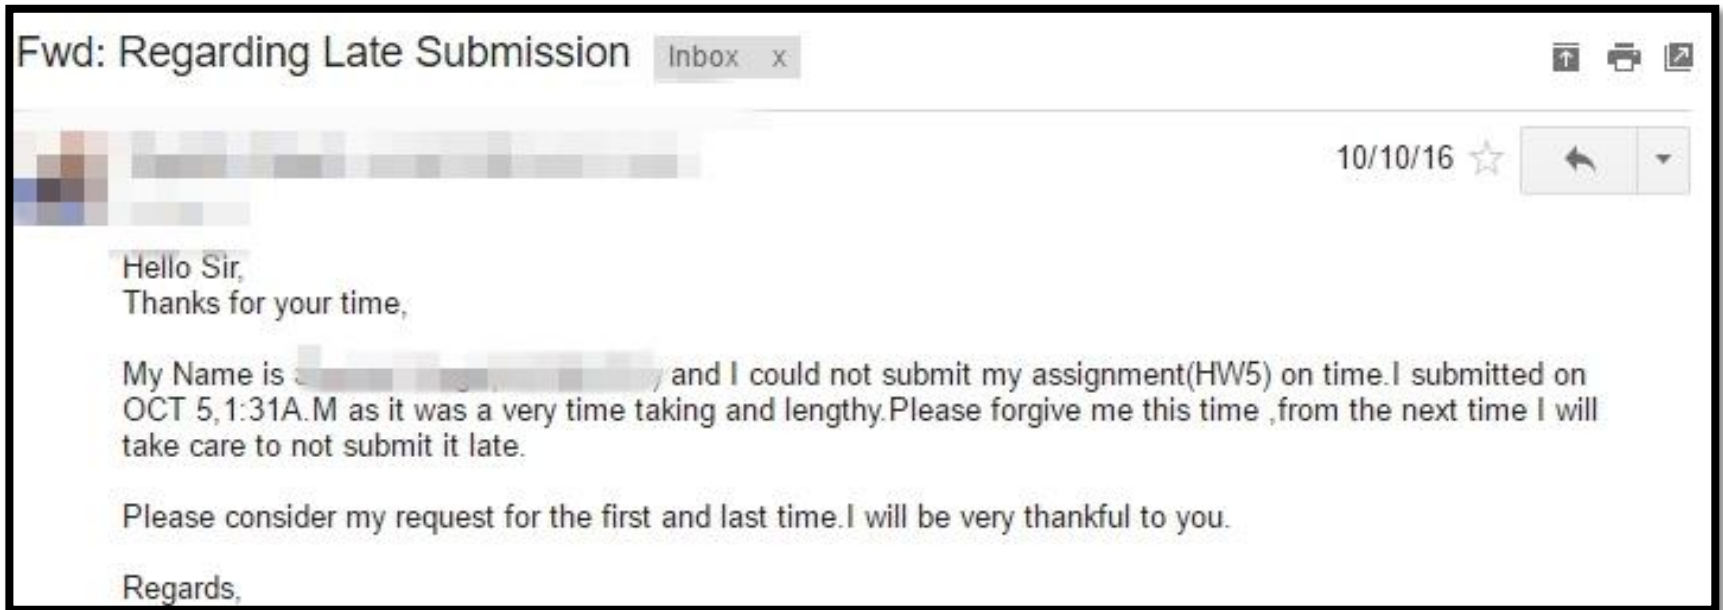 Fwd: Regarding Late Submission Inbox x
10/10/16
Hello Sir,
Thanks for your time,
My Name is and I could not submit my assignment(HW5) on time.I submitted on
OCT 5,1:31A.M as it was a very time taking and lengthy.Please forgive me this time ,from the next time I will
take care to not submit it late.
Please consider my request for the first and last time.I will be very thankful to you.
Regards,